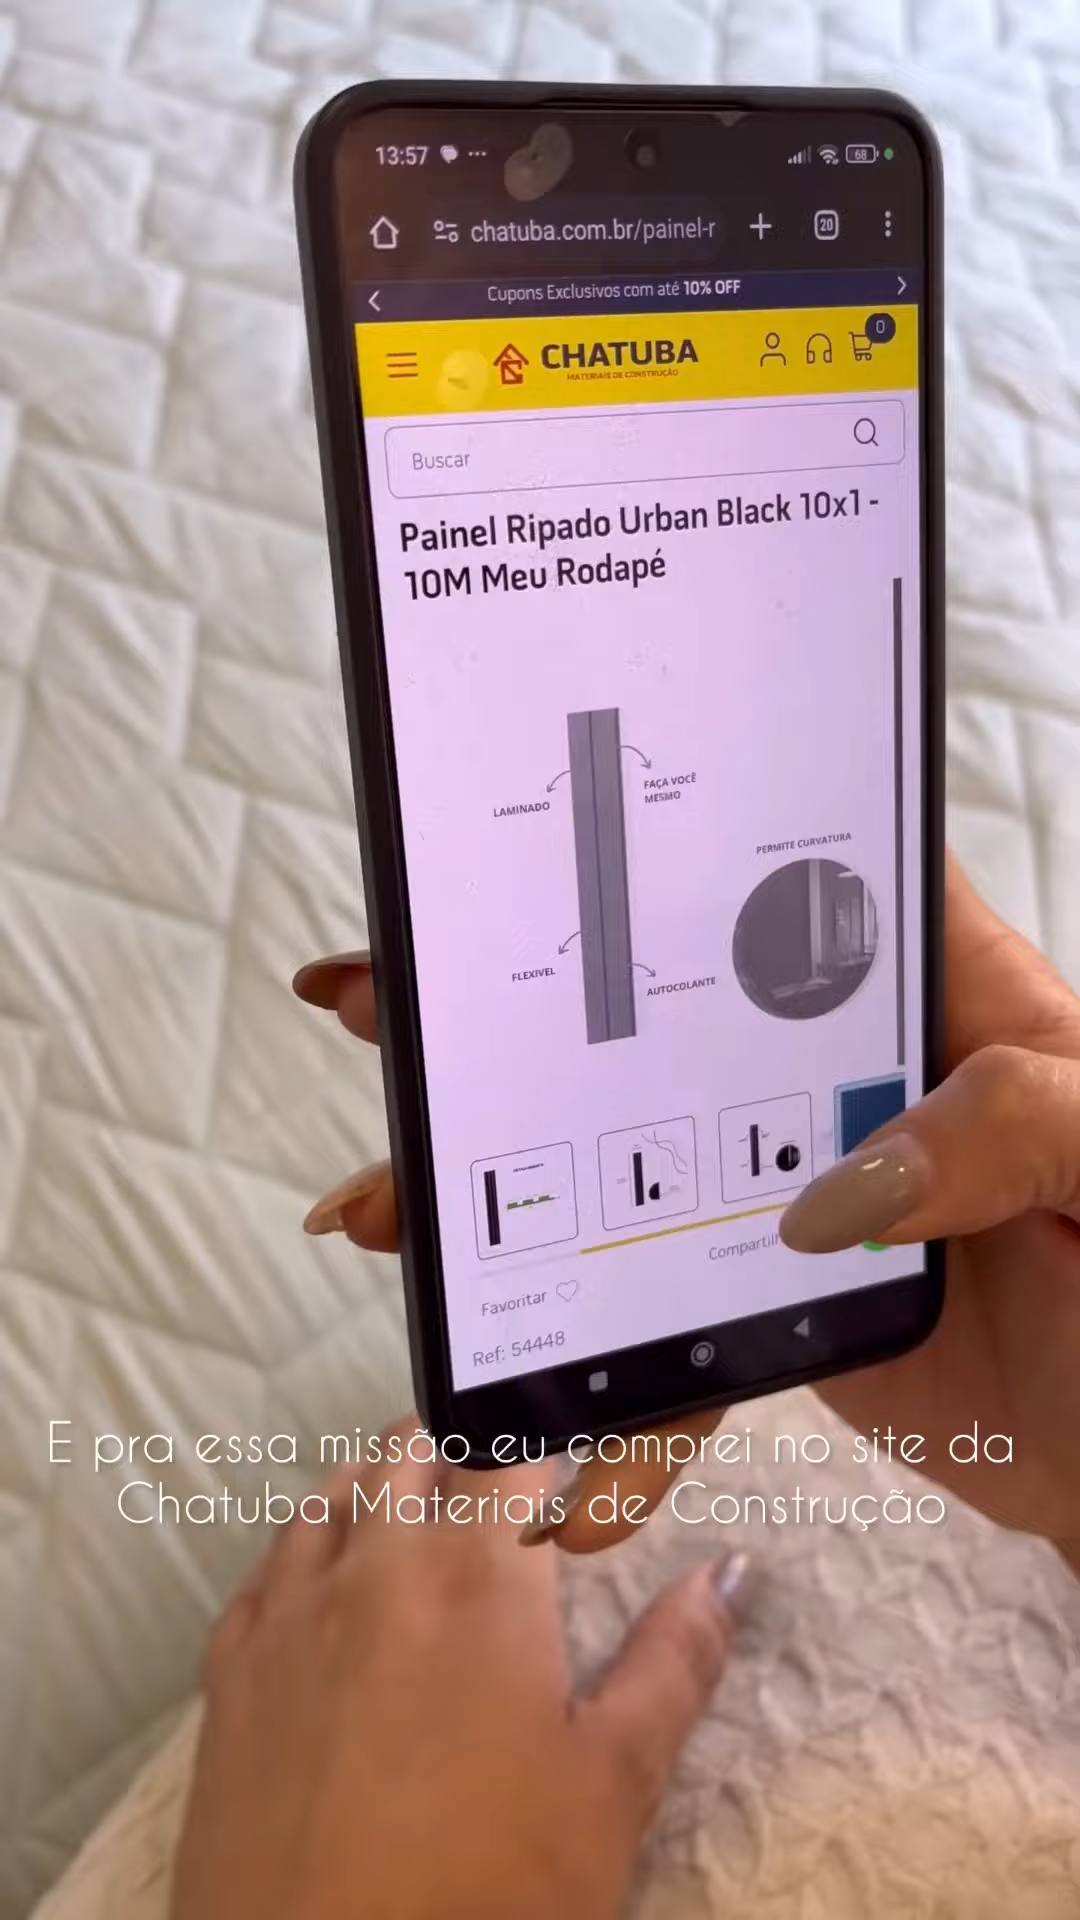 13:57
68
chatuba.com.br/painel-r
20
Cupons Exclusivos com até 10% OFF
CHATUBA
MATERIAIS DE CONSTRUÇÃO
0
Buscar
Painel Ripado Urban Black 10x1 -
10M Meu Rodapé
LAMINADO
FAÇA VOCÊ
MESMO
PERMITE CURVATURA
FLEXIVEL
AUTOCOLANTE
Favoritar
Ref: 54448
E pra essa missão eu comprei no site da
Chatuba Materiais de Construção